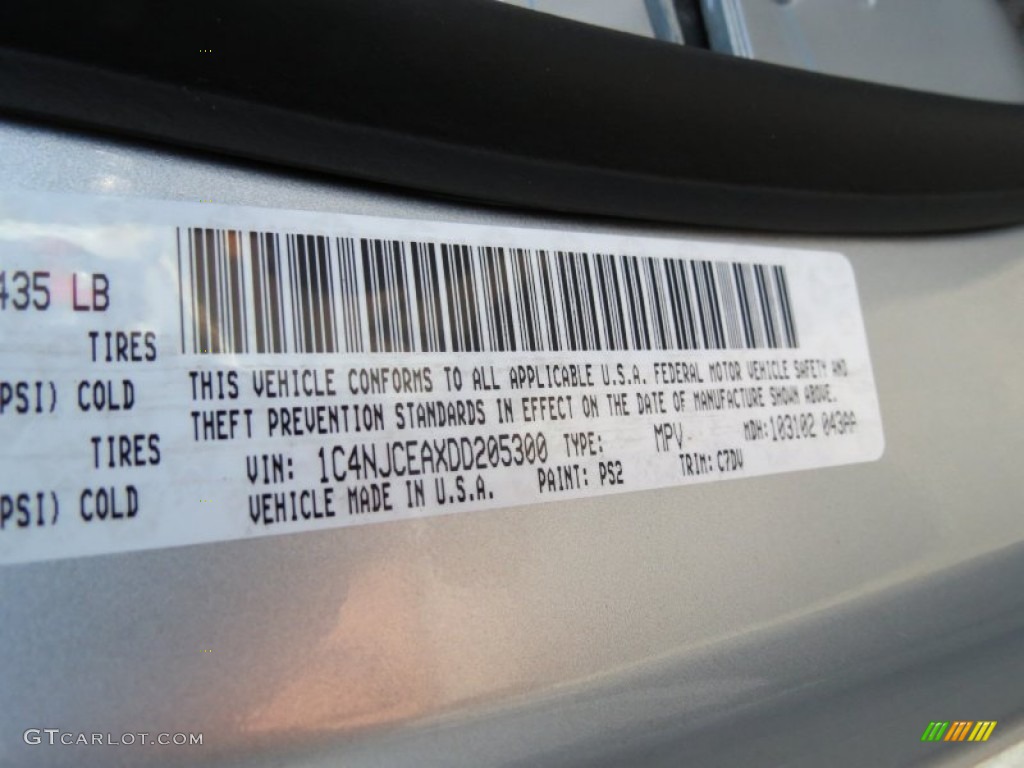 435 LB
TIRES
PSI) COLD
TIRES
PSI) COLD
THIS VEHICLE CONFORMS TO ALL APPLICABLE U.S.A. FEDERAL MOTOR VEHICLE SAFETY AND
THEFT PREVENTION STANDARDS IN EFFECT ON THE DATE OF MANUFACTURE SHOWN ABOVE.
VIN: 1C4NJCEAXDD205300 TYPE: MPV MDH:103102 043AA
VEHICLE MADE IN U.S.A. PAINT: PS2 TRIM: C7DV
GTCARLOT.COM